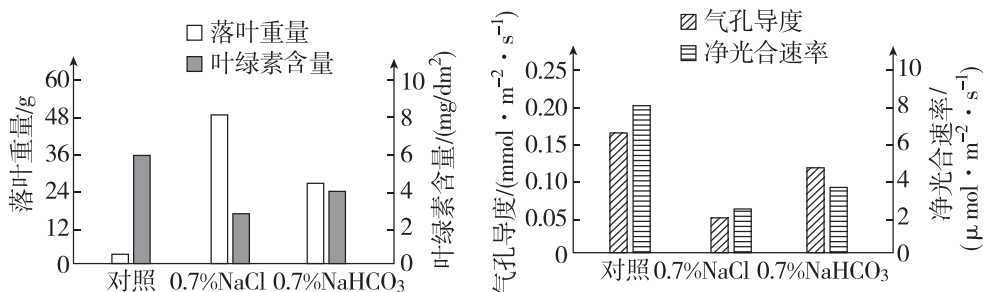 落叶重量
叶绿素含量
落叶重量/g
60
48
36
24
12
0
叶绿素含量/(mg/dm²)
10
8
6
4
2
0
对照 0.7%NaCl 0.7%NaHCO₃
气孔导度
净光合速率
气孔导度/(mmol·m⁻²·s⁻¹)
0.25
0.20
0.15
0.10
0.05
0
净光合速率/
(μmol·m⁻²·s⁻¹)
10
8
6
4
2
0
对照 0.7%NaCl 0.7%NaHCO₃